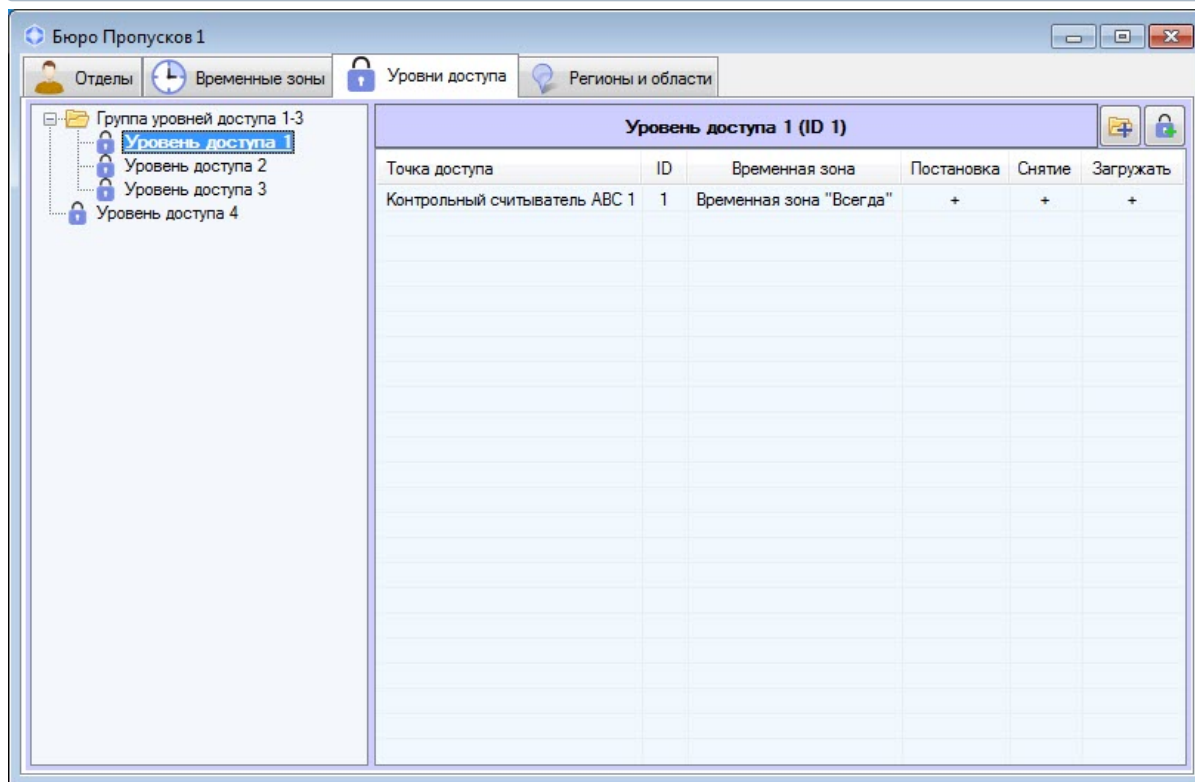 Бюро Пропусков 1
Отделы Временные зоны Уровни доступа Регионы и области
Группа уровней доступа 1-3
Уровень доступа 1
Уровень доступа 2
Уровень доступа 3
Уровень доступа 4
Уровень доступа 1 (ID 1)
Точка доступа ID Временная зона Постановка Снятие Загружать
Контрольный считыватель ABC 1 1 Временная зона "Всегда" + + +